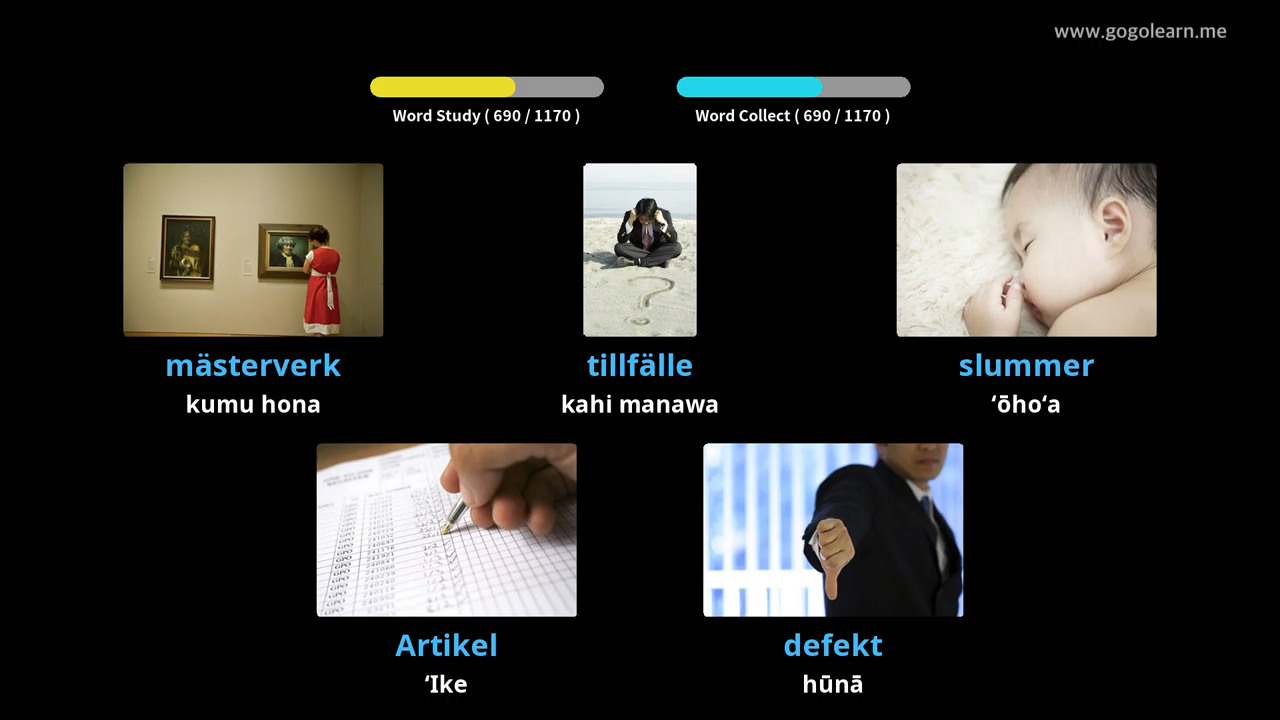 www.gogolearn.me
Word Study ( 690 / 1170 )
Word Collect ( 690 / 1170 )
mästerverk
kumu hona
tillfälle
kahi manawa
slummer
ʻōhoʻa
Artikel
ʻIke
defekt
hūnā